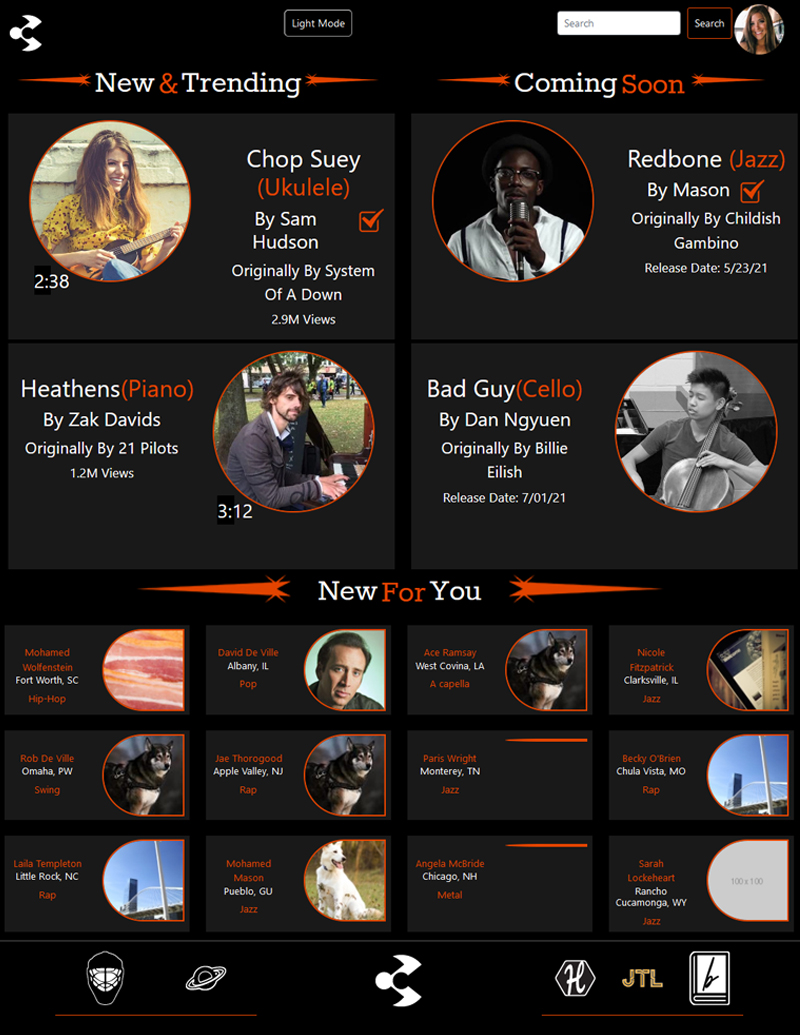 Light Mode
Search
Search
New & Trending
Coming Soon
Chop Suey
(Ukulele)
By Sam
Hudson
Originally By System
Of A Down
2.9M Views
2:38
Redbone (Jazz)
By Mason
Originally By Childish
Gambino
Release Date: 5/23/21
Heathens(Piano)
By Zak Davids
Originally By 21 Pilots
1.2M Views
3:12
Bad Guy(Cello)
By Dan Ngyuen
Originally By Billie
Eilish
Release Date: 7/01/21
New For You
Mohamed
Wolfenstein
Fort Worth, SC
Hip-Hop
David De Ville
Albany, IL
Pop
Ace Ramsay
West Covina, LA
A capella
Nicole
Fitzpatrick
Clarksville, IL
Jazz
Rob De Ville
Omaha, PW
Swing
Jae Thorogood
Apple Valley, NJ
Rap
Paris Wright
Monterey, TN
Jazz
Becky O'Brien
Chula Vista, MO
Rap
Laila Templeton
Little Rock, NC
Rap
Mohamed
Mason
Pueblo, GU
Jazz
Angela McBride
Chicago, NH
Metal
Sarah
Lockeheart
Rancho
Cucamonga, WY
Jazz
100 x 100
H
JTL
b